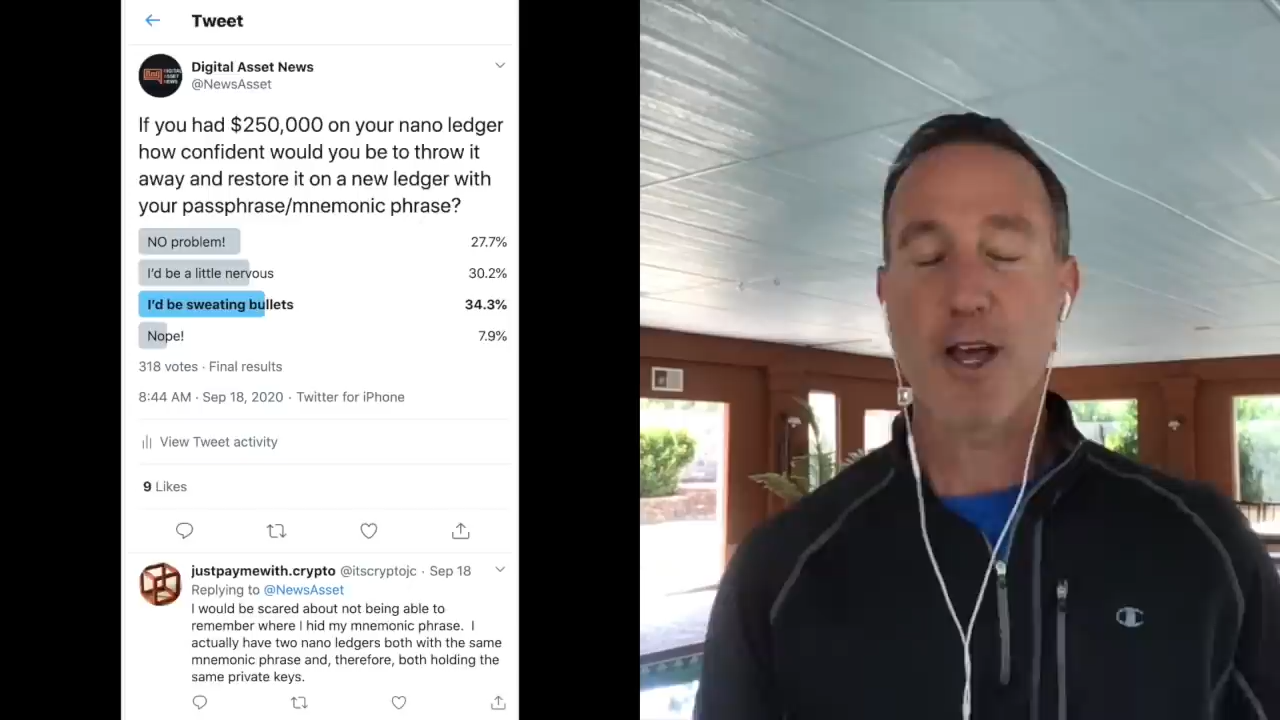 Tweet
Digital Asset News
@NewsAsset
If you had $250,000 on your nano ledger
how confident would you be to throw it
away and restore it on a new ledger with
your passphrase/mnemonic phrase?
NO problem! 27.7%
I'd be a little nervous 30.2%
I'd be sweating bullets 34.3%
Nope! 7.9%
318 votes · Final results
8:44 AM · Sep 18, 2020 · Twitter for iPhone
View Tweet activity
9 Likes
justpaymewith.crypto @itscryptojc · Sep 18
Replying to @NewsAsset
I would be scared about not being able to
remember where I hid my mnemonic phrase. I
actually have two nano ledgers both with the same
mnemonic phrase and, therefore, both holding the
same private keys.